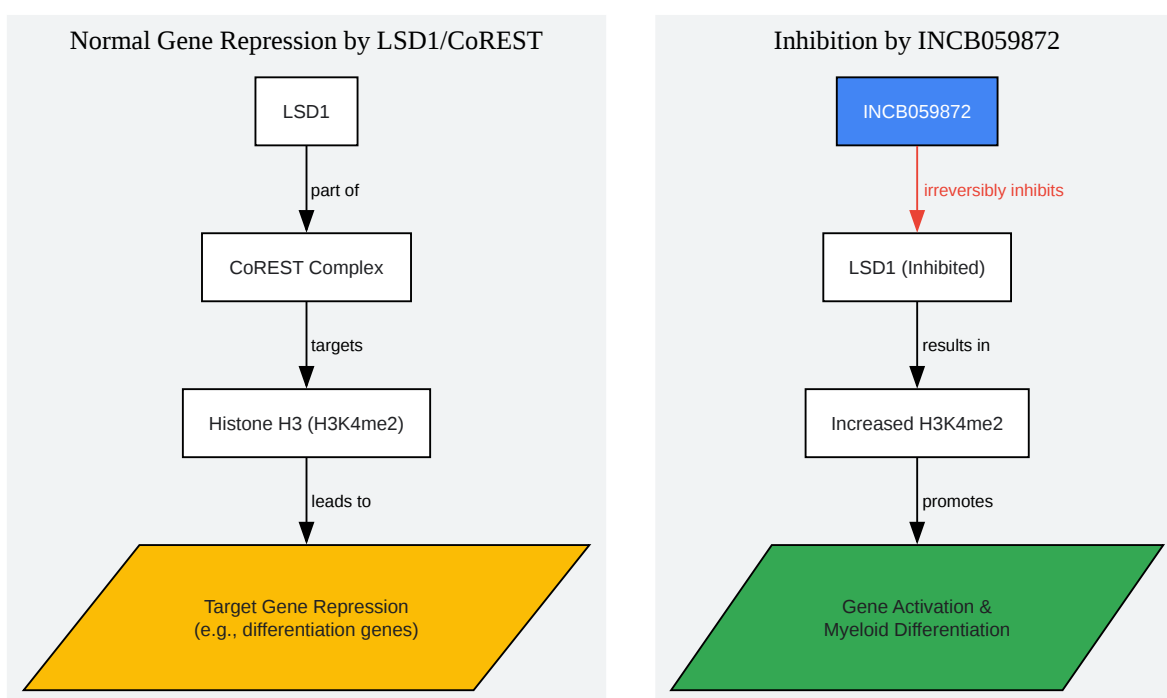 Normal Gene Repression by LSD1/CoREST
LSD1
part of
CoREST Complex
targets
Histone H3 (H3K4me2)
leads to
Target Gene Repression
(e.g., differentiation genes)
Inhibition by INCB059872
INCB059872
irreversibly inhibits
LSD1 (Inhibited)
results in
Increased H3K4me2
promotes
Gene Activation &
Myeloid Differentiation